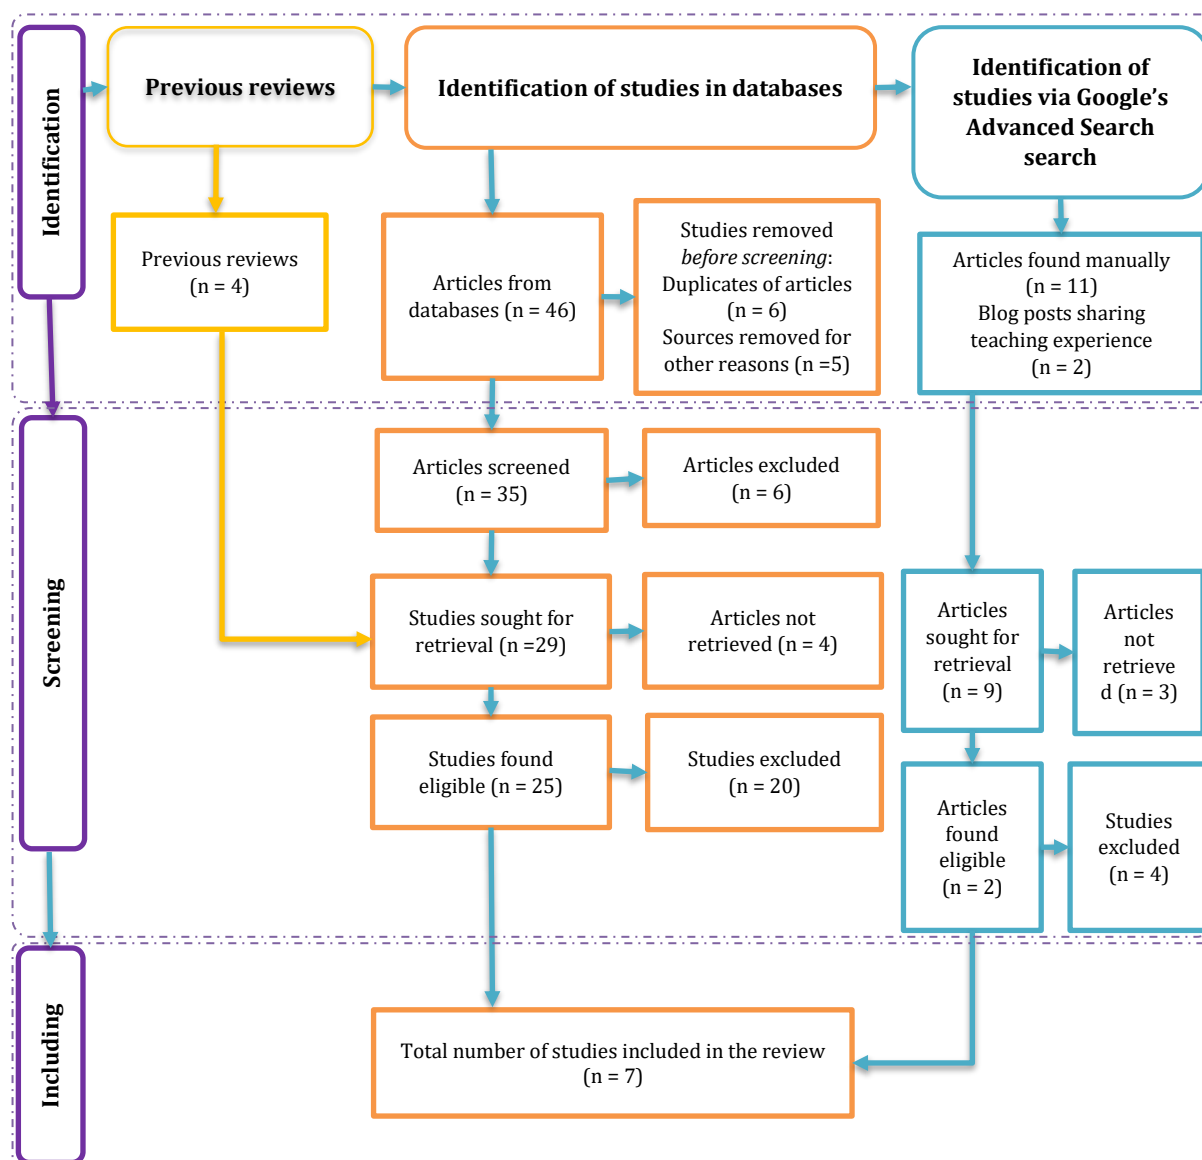 Identification
Previous reviews
Identification of studies in databases
Identification of
studies via Google’s
Advanced Search
search
Previous reviews
(n = 4)
Articles from
databases (n = 46)
Studies removed
before screening:
Duplicates of articles
(n = 6)
Sources removed for
other reasons (n =5)
Articles found manually
(n = 11)
Blog posts sharing
teaching experience
(n = 2)
Screening
Articles screened
(n = 35)
Articles excluded
(n = 6)
Studies sought for
retrieval (n =29)
Articles not
retrieved (n = 4)
Articles
sought for
retrieval
(n = 9)
Articles
not
retrieve
d (n = 3)
Studies found
eligible (n = 25)
Studies excluded
(n = 20)
Articles
found
eligible
(n = 2)
Studies
excluded
(n = 4)
Including
Total number of studies included in the review
(n = 7)